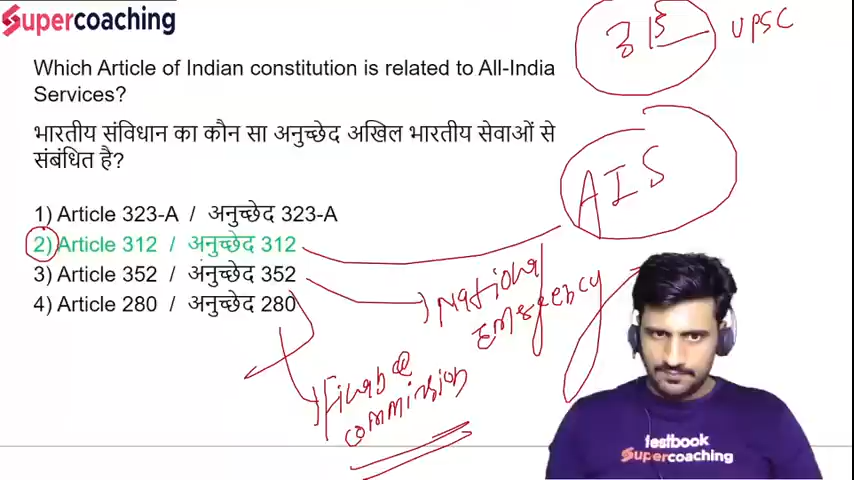 Supercoaching
315 UPSC
Which Article of Indian constitution is related to All-India
Services?
भारतीय संविधान का कौन सा अनुच्छेद अखिल भारतीय सेवाओं से
संबंधित है?
AIS
1) Article 323-A / अनुच्छेद 323-A
2) Article 312 / अनुच्छेद 312
3) Article 352 / अनुच्छेद 352
4) Article 280 / अनुच्छेद 280
National
Emergency
commission
testbook
Supercoaching